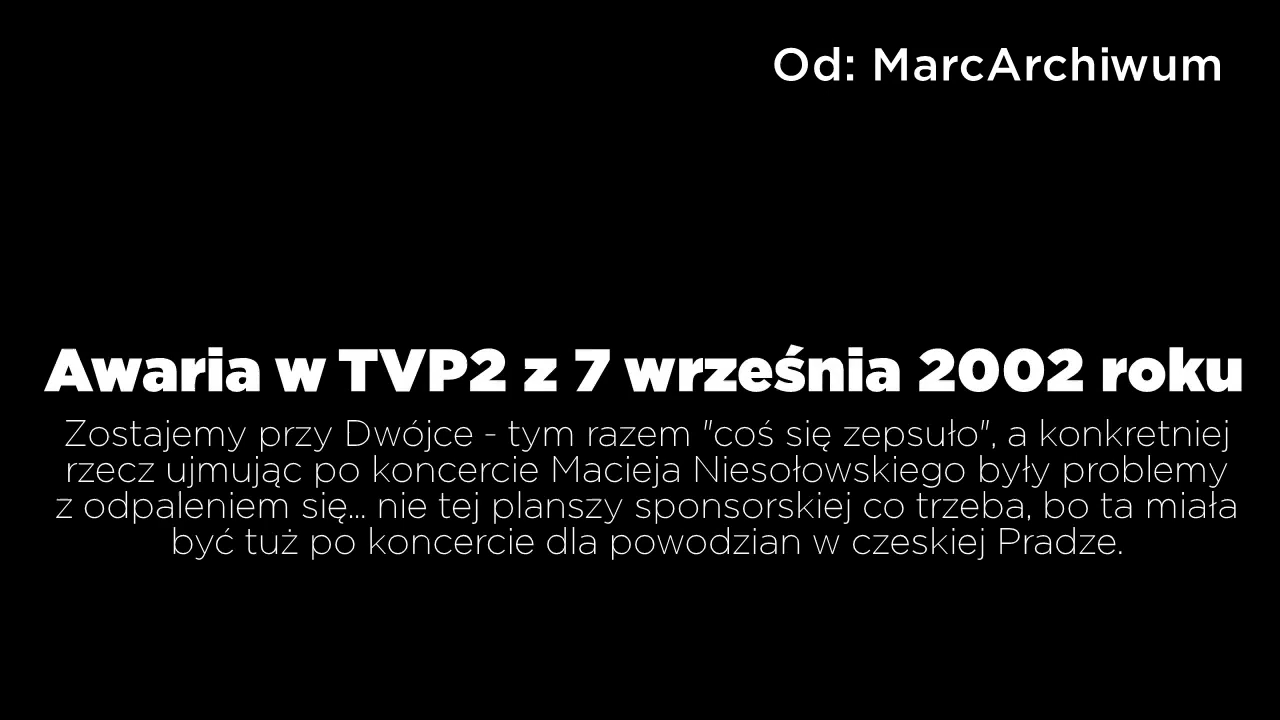 Od: MarcArchiwum
Awaria w TVP2 z 7 września 2002 roku
Zostajemy przy Dwójce - tym razem "coś się zepsuło", a konkretniej
rzecz ujmując po koncercie Macieja Niesołowskiego były problemy
z odpaleniem się... nie tej planszy sponsorskiej co trzeba, bo ta miała
być tuż po koncercie dla powodzian w czeskiej Pradze.